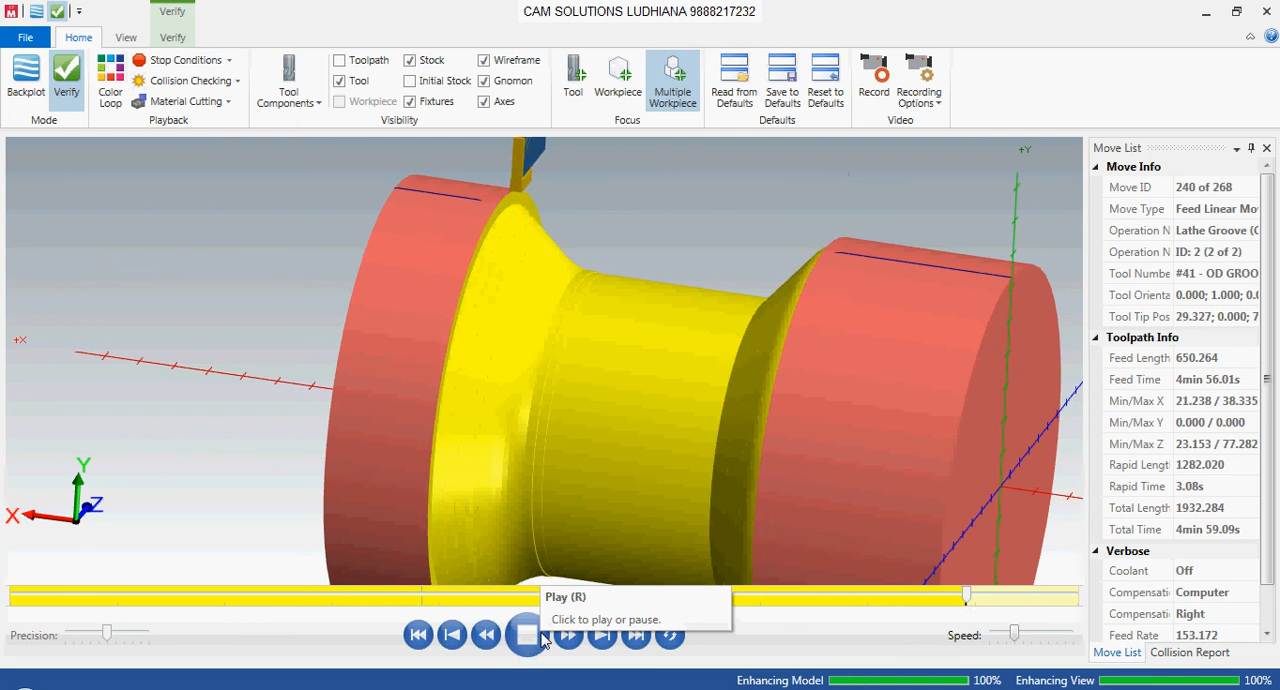 CAM SOLUTIONS LUDHIANA 9888217232
Verify
File
Home
View
Verify
Backplot
Verify
Mode
Color Loop
Stop Conditions
Collision Checking
Material Cutting
Playback
Tool Components
Toolpath
Tool
Workpiece
Stock
Initial Stock
Fixtures
Wireframe
Gnomon
Axes
Visibility
Tool
Workpiece
Multiple Workpiece
Focus
Read from Defaults
Save to Defaults
Reset to Defaults
Defaults
Record
Recording Options
Video
+Y
+X
Y
X
Z
Move List
Move Info
Move ID 240 of 268
Move Type Feed Linear Mo
Operation N Lathe Groove (C
Operation N ID: 2 (2 of 2)
Tool Numbe #41 - OD GROO
Tool Orienta 0.000; 1.000; 0.0
Tool Tip Pos 29.327; 0.000; 7
Toolpath Info
Feed Length 650.264
Feed Time 4min 56.01s
Min/Max X 21.238 / 38.335
Min/Max Y 0.000 / 0.000
Min/Max Z 23.153 / 77.282
Rapid Lengt 1282.020
Rapid Time 3.08s
Total Length 1932.284
Total Time 4min 59.09s
Verbose
Coolant Off
Compensati Computer
Compensati Right
Feed Rate 153.172
Move List
Collision Report
Play (R)
Click to play or pause.
Precision:
Speed:
Enhancing Model 100% Enhancing View 100%